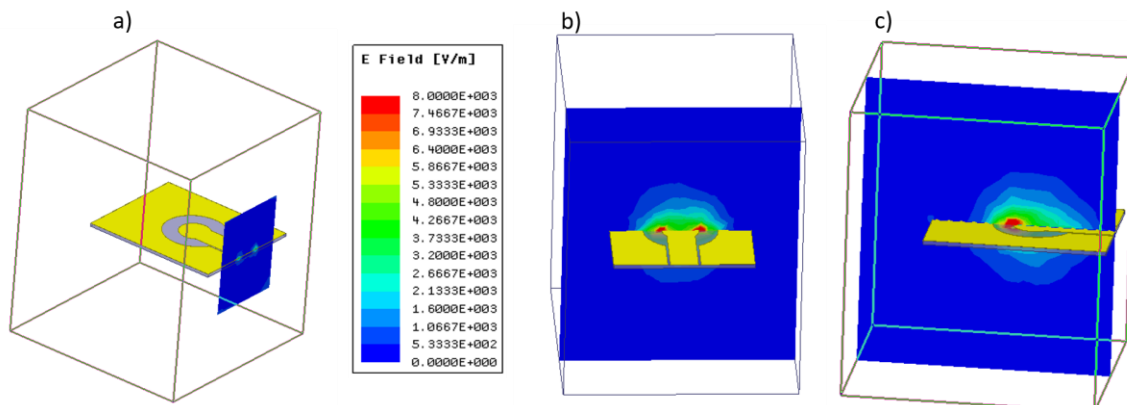 a)
E Field [V/m]
8.0000E+003
7.4667E+003
6.9333E+003
6.4000E+003
5.8667E+003
5.3333E+003
4.8000E+003
4.2667E+003
3.7333E+003
3.2000E+003
2.6667E+003
2.1333E+003
1.6000E+003
1.0667E+003
5.3333E+002
0.0000E+000
b)
c)